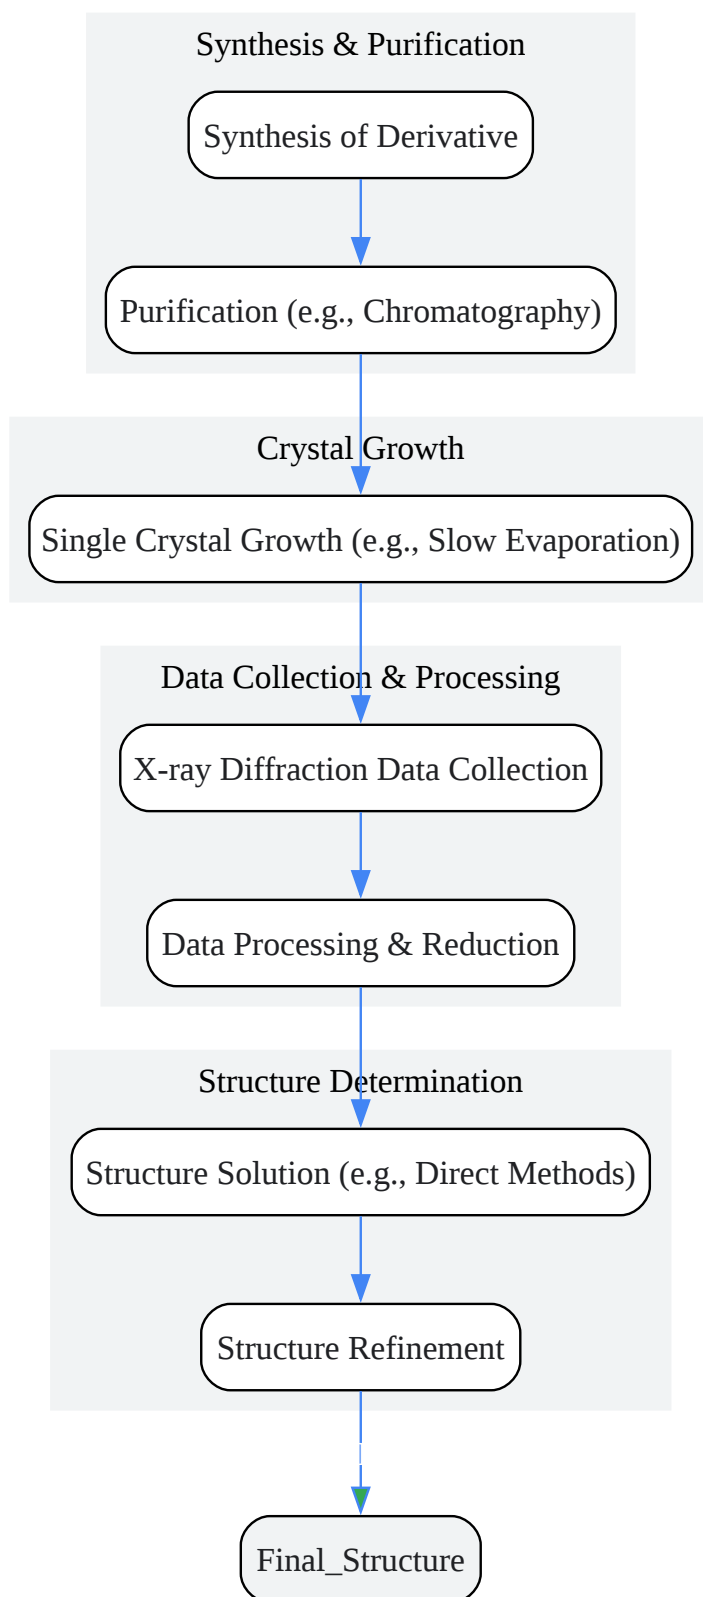 Synthesis & Purification
Synthesis of Derivative
Purification (e.g., Chromatography)
Crystal Growth
Single Crystal Growth (e.g., Slow Evaporation)
Data Collection & Processing
X-ray Diffraction Data Collection
Data Processing & Reduction
Structure Determination
Structure Solution (e.g., Direct Methods)
Structure Refinement
Final_Structure